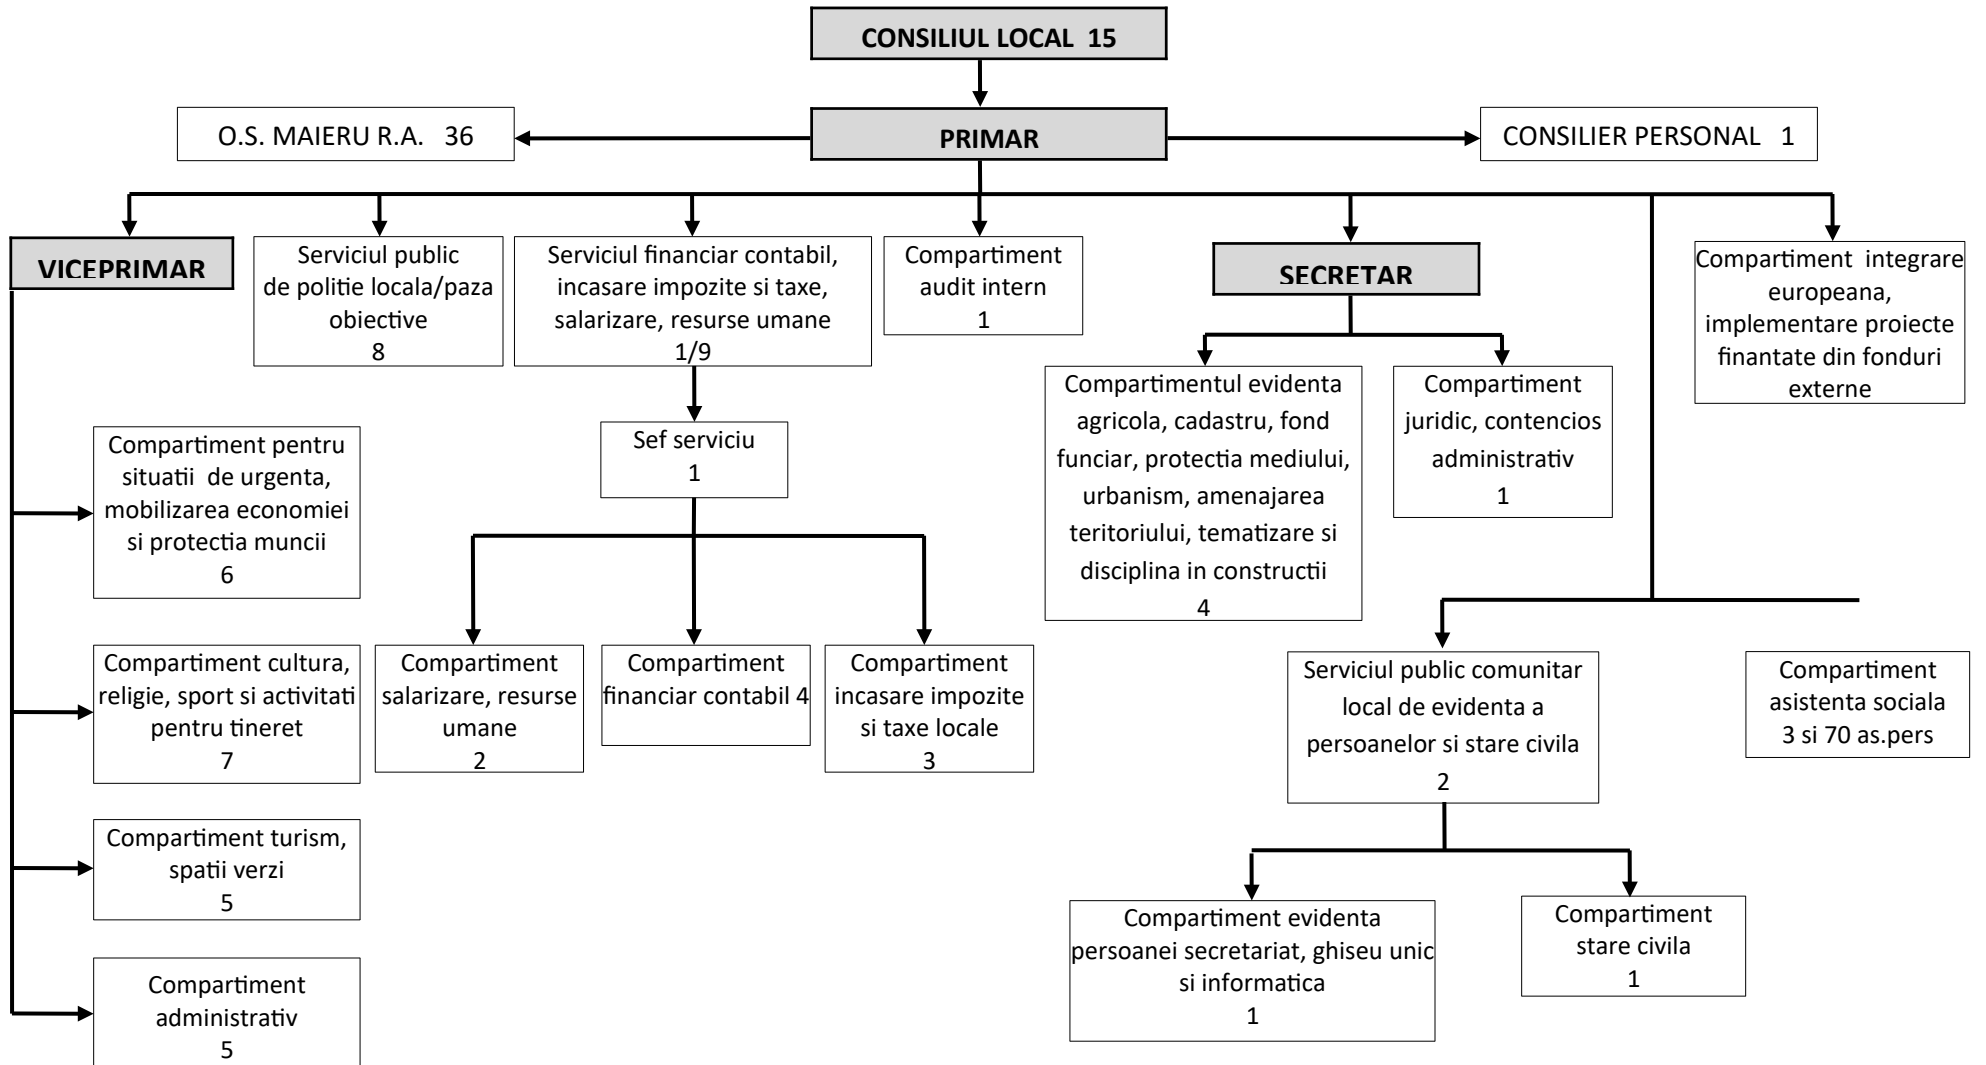 CONSILIUL LOCAL 15
O.S. MAIERU R.A. 36
PRIMAR
CONSILIER PERSONAL 1
VICEPRIMAR
Serviciul public
de politie locala/paza
obiective
8
Serviciul financiar contabil,
incasare impozite si taxe,
salarizare, resurse umane
1/9
Compartiment
audit intern
1
SECRETAR
Compartiment integrare
europeana,
implementare proiecte
finantate din fonduri
externe
Compartimentul evidenta
agricola, cadastru, fond
funciar, protectia mediului,
urbanism, amenajarea
teritoriului, tematizare si
disciplina in constructii
4
Compartiment
juridic, contencios
administrativ
1
Sef serviciu
1
Compartiment pentru
situatii de urgenta,
mobilizarea economiei
si protectia muncii
6
Compartiment cultura,
religie, sport si activitati
pentru tineret
7
Compartiment
salarizare, resurse
umane
2
Compartiment
financiar contabil 4
Compartiment
incasare impozite
si taxe locale
3
Serviciul public comunitar
local de evidenta a
persoanelor si stare civila
2
Compartiment
asistenta sociala
3 si 70 as.pers
Compartiment turism,
spatii verzi
5
Compartiment evidenta
persoanei secretariat, ghiseu unic
si informatica
1
Compartiment
stare civila
1
Compartiment
administrativ
5